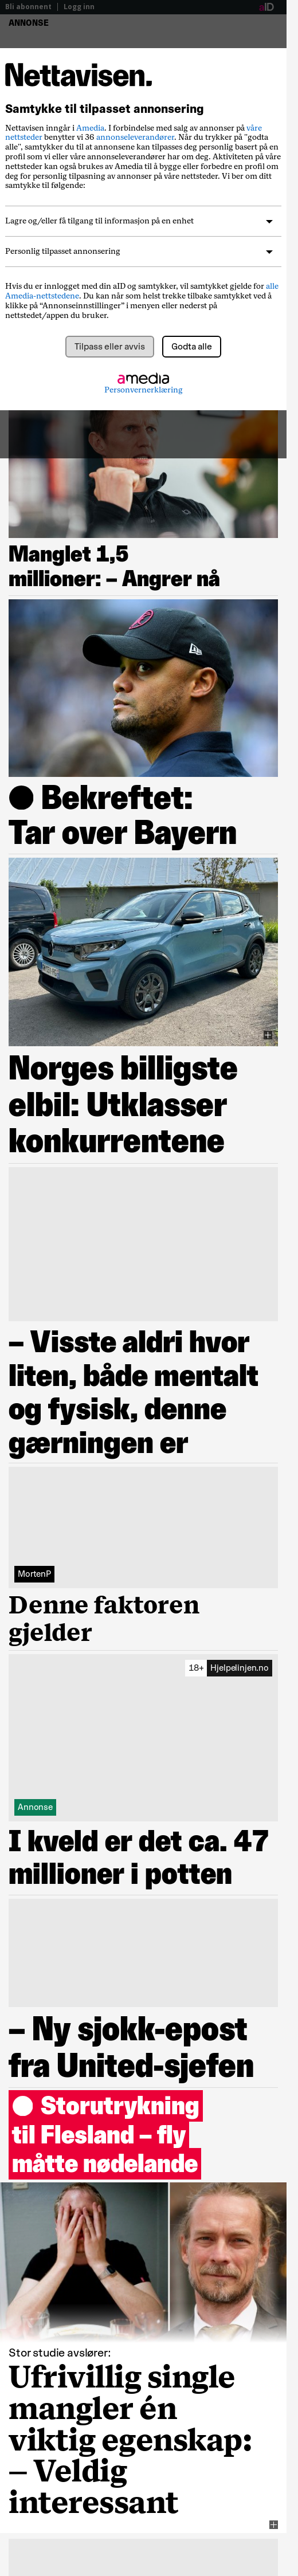 Bli abonnent | Logg inn
aID
ANNONSE
Nettavisen.
Samtykke til tilpasset annonsering
Nettavisen inngår i Amedia. I forbindelse med salg av annonser på våre
nettsteder benytter vi 36 annonseleverandører. Når du trykker på "godta
alle", samtykker du til at annonsene kan tilpasses deg personlig basert på en
profil som vi eller våre annonseleverandører har om deg. Aktiviteten på våre
medier kan også brukes av Amedia til å bygge eller forbedre en profil om
deg for personlig tilpasning av annonser på våre nettsteder. Vi ber om ditt
samtykke til følgende:
Lagre og/eller få tilgang til informasjon på en enhet
Personlig tilpasset annonsering
Hvis du er innlogget med din aID og samtykker, vil samtykket gjelde for alle
Amedia-nettstedene. Du kan når som helst trekke tilbake samtykket ved å
klikke på “Annonseinnstillinger” i menyen eller nederst på
nettstedet/appen du bruker.
Tilpass eller avvis
Godta alle
amedia
Personvernerklæring
Manglet 1,5
millioner: – Angrer nå
Bekreftet:
Tar over Bayern
Norges billigste
elbil: Utklasser
konkurrentene
– Visste aldri hvor
liten, både mentalt
og fysisk, denne
gærningen er
MortenP
Denne faktoren
gjelder
18+ Hjelpelinjen.no
Annonse
I kveld er det ca. 47
millioner i potten
– Ny sjokk-epost
fra United-sjefen
Storutrykning
til Flesland – fly
måtte nødelande
Stor studie avslører:
Ufrivillig single
mangler én
viktig egenskap:
– Veldig
interessant